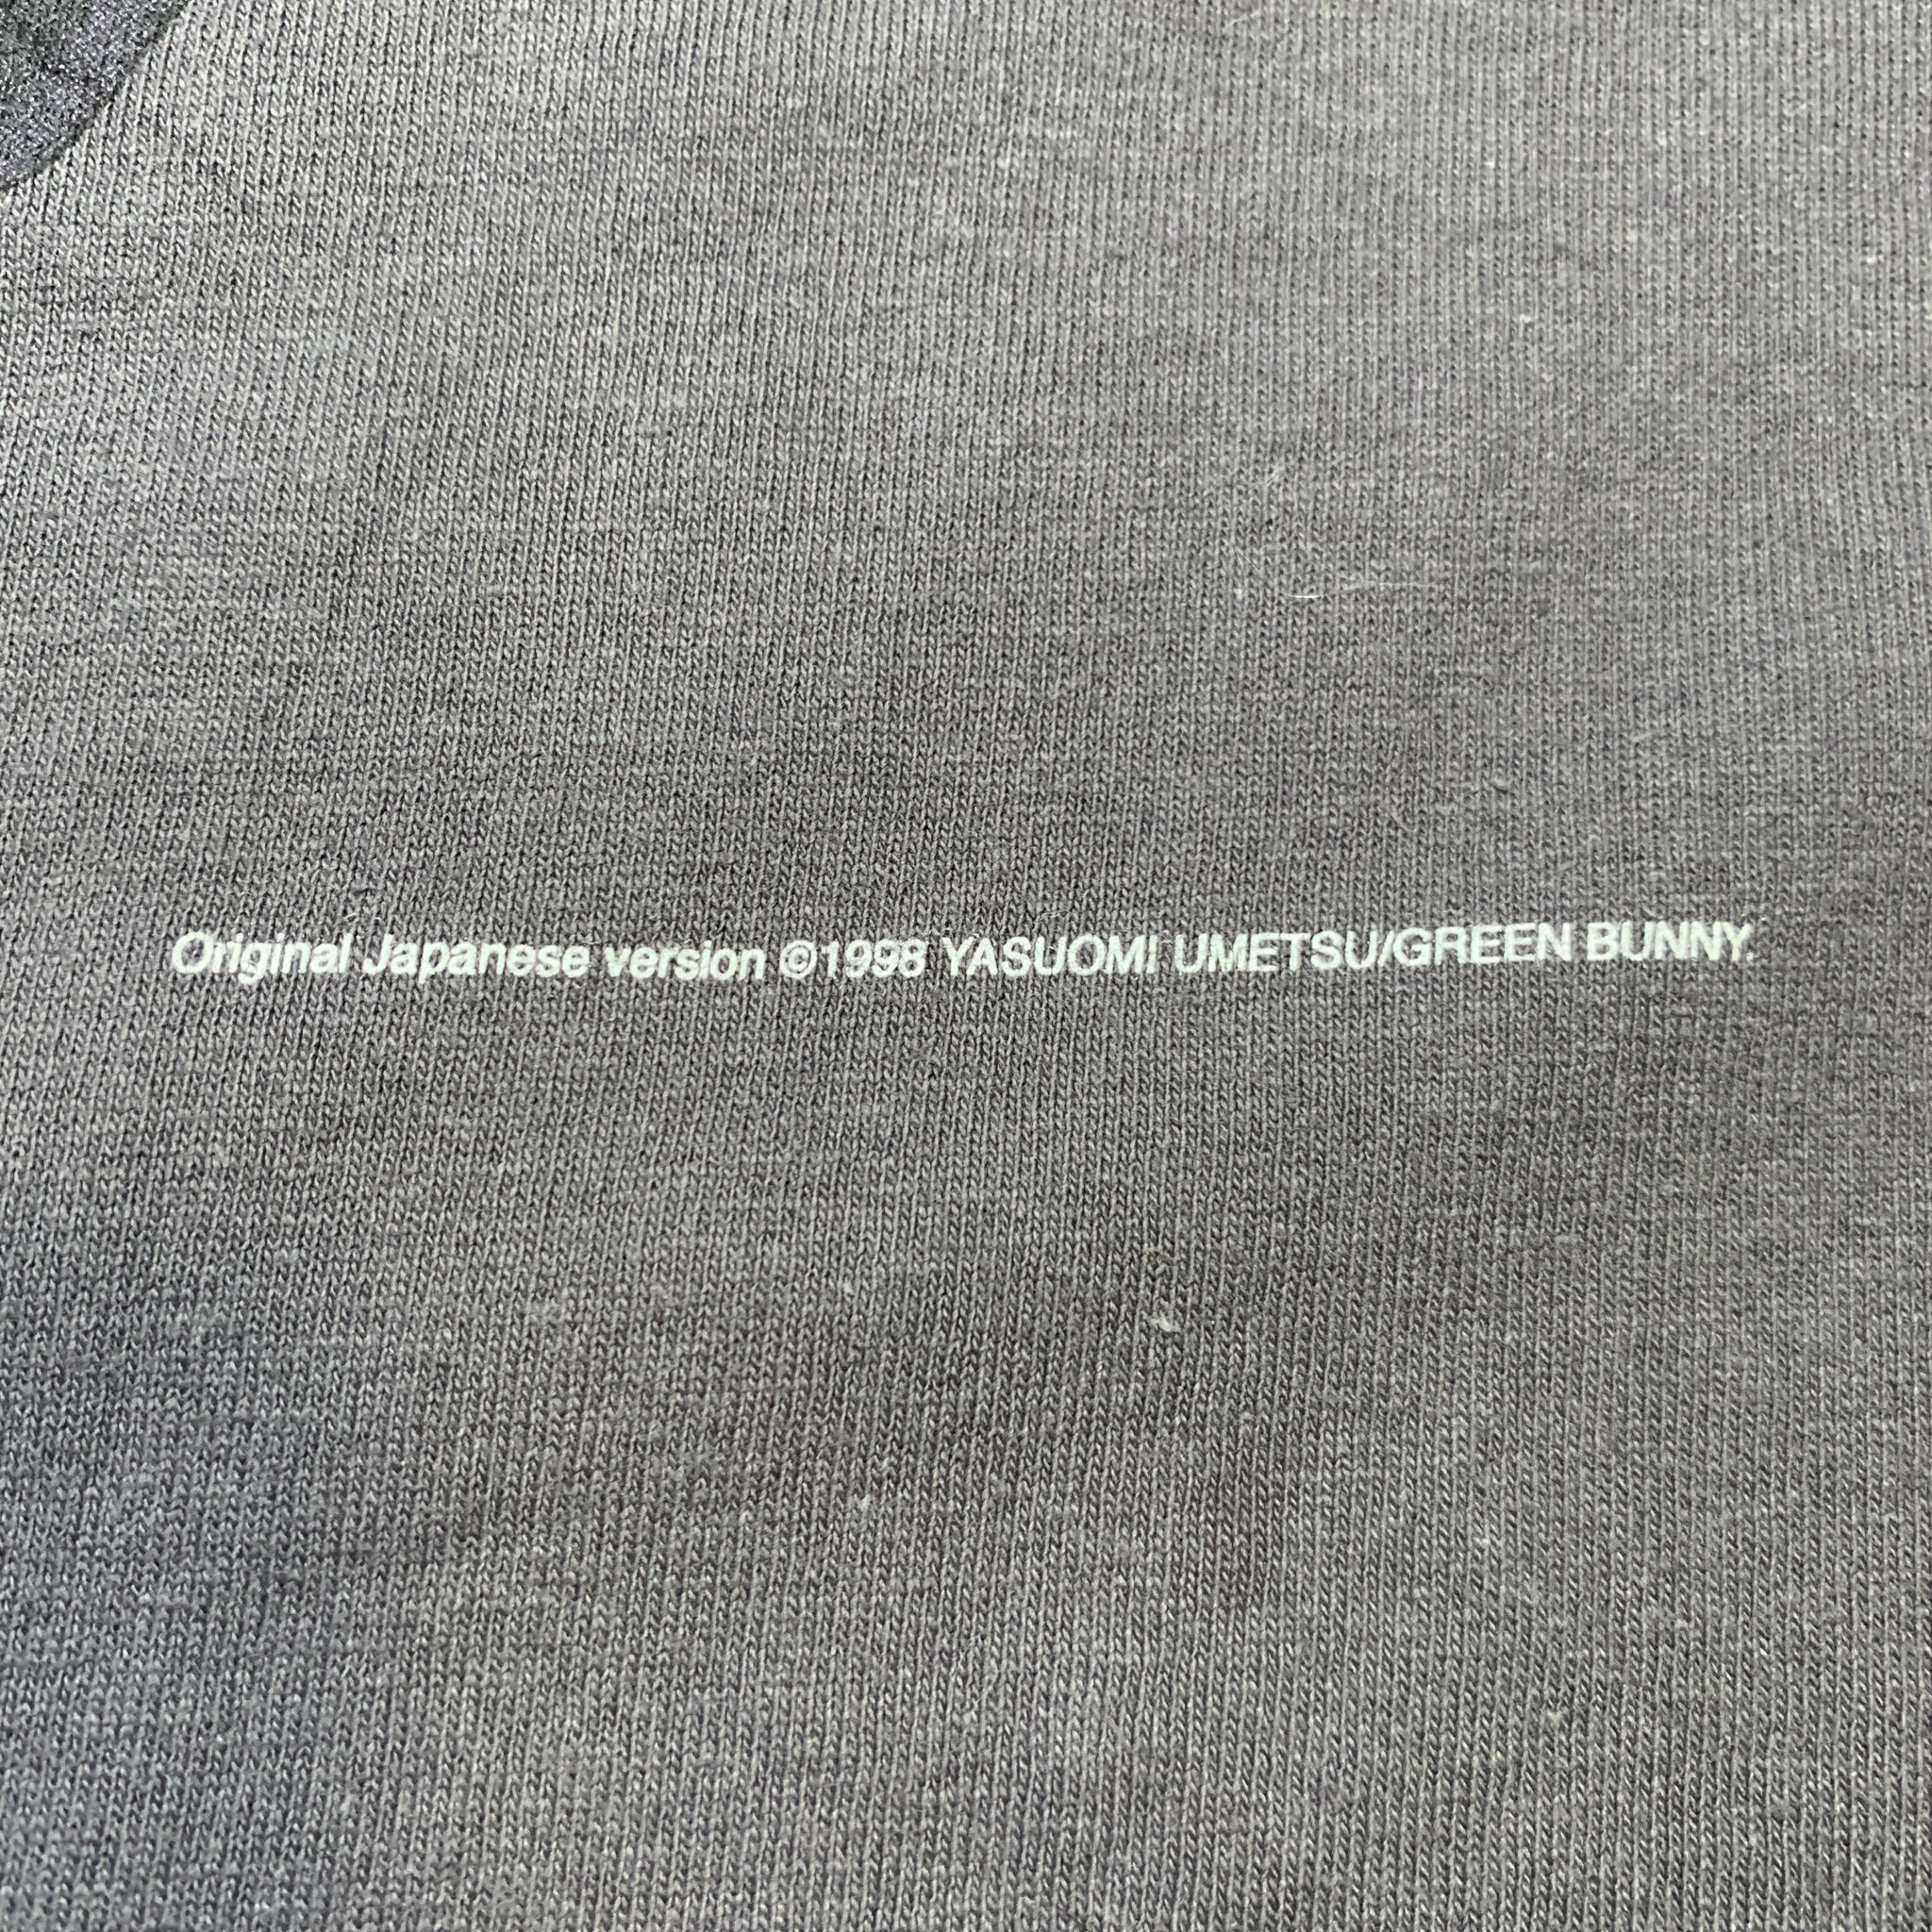 Original Japanese version ©1998 YASUOMI UMETSU/GREEN BUNNY.